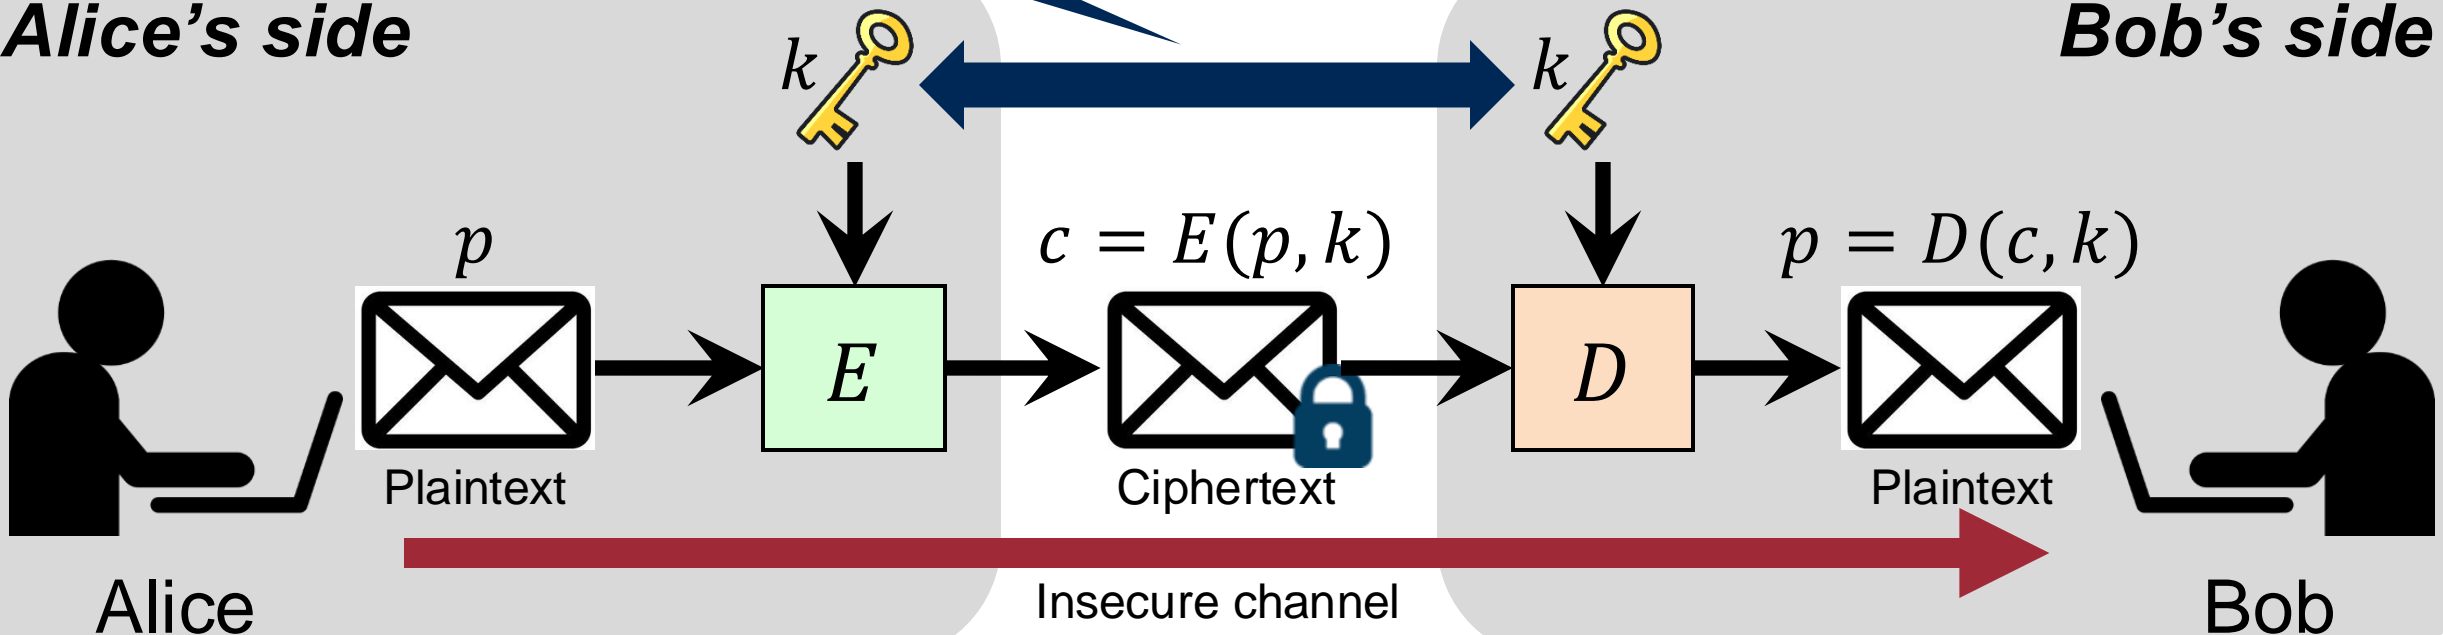 Alice's side
Bob's side
k
k
p
c = E(p, k)
p = D(c, k)
E
D
Plaintext
Ciphertext
Plaintext
Insecure channel
Alice
Bob